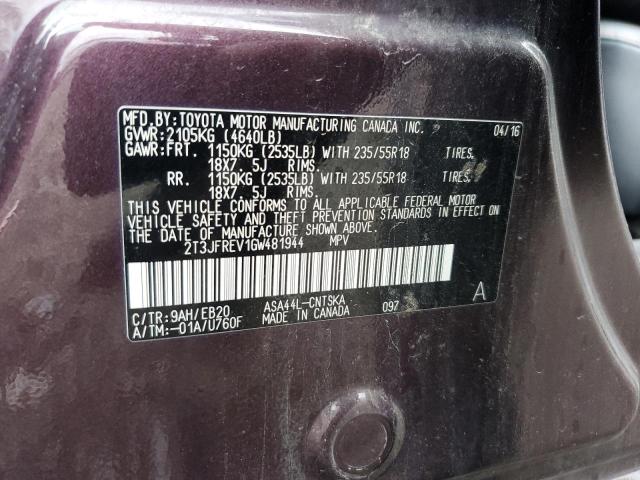 MFD.BY:TOYOTA MOTOR MANUFACTURING CANADA INC. 04/16
GVWR:2105KG (4640LB)
GAWR:FRT. 1150KG (2535LB) WITH 235/55R18 TIRES.
18X7 5J RIMS.
RR. 1150KG (2535LB) WITH 235/55R18 TIRES.
18X7 5J RIMS.
THIS VEHICLE CONFORMS TO ALL APPLICABLE FEDERAL MOTOR
VEHICLE SAFETY AND THEFT PREVENTION STANDARDS IN EFFECT ON
THE DATE OF MANUFACTURE SHOWN ABOVE.
2T3JFREV1GW481944 MPV
C/TR:9AH/EB20 ASA44L-CNTSKA A
A/TM:-01A/U760F MADE IN CANADA 097